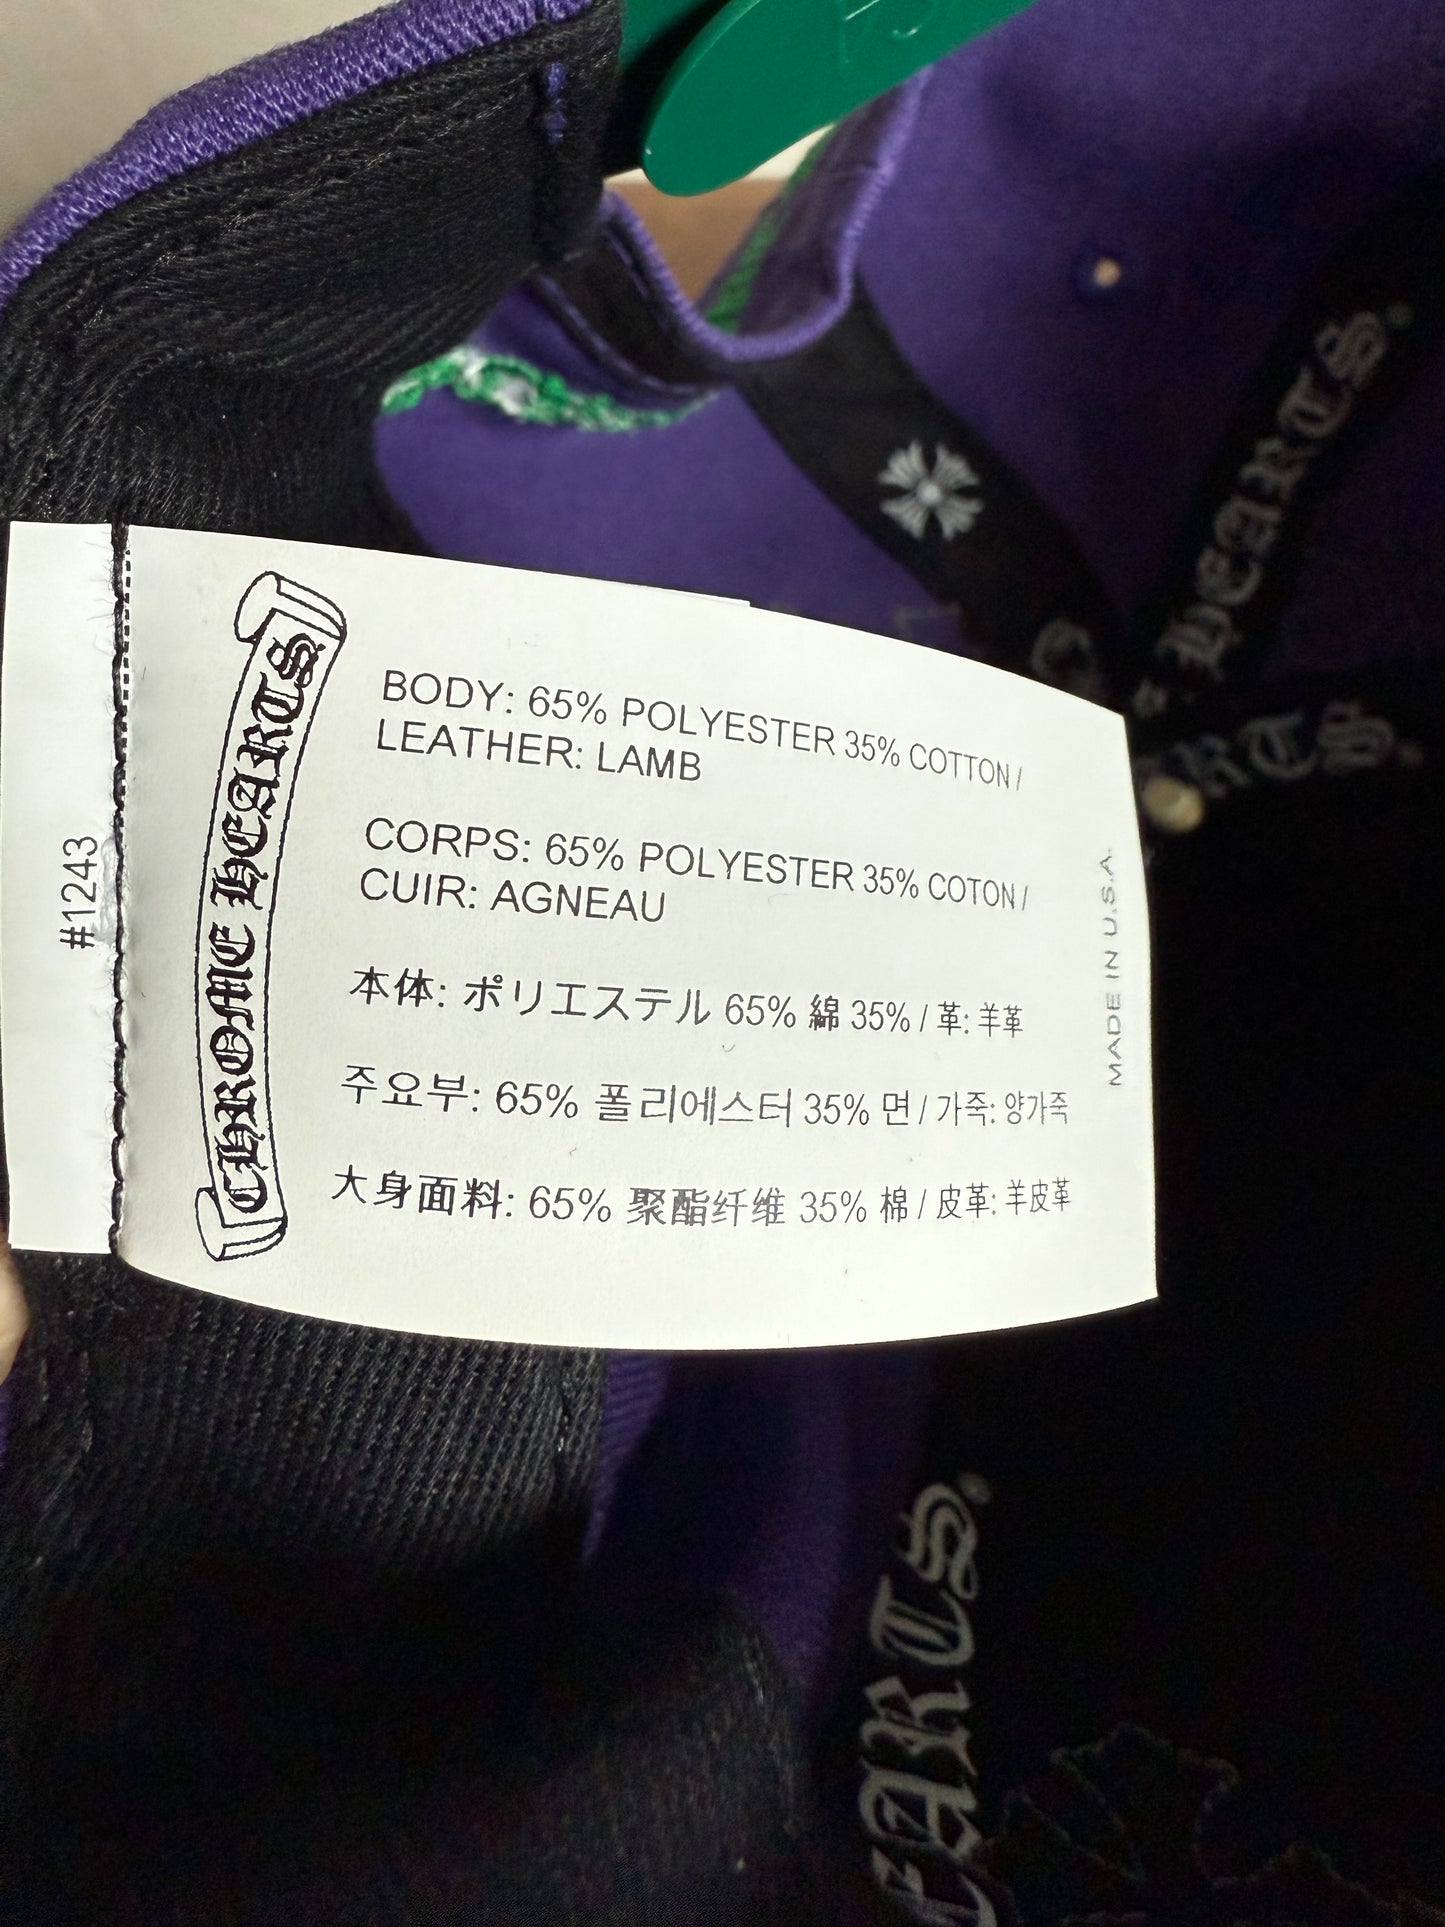 BODY: 65% POLYESTER 35% COTTON /
LEATHER: LAMB
CORPS: 65% POLYESTER 35% COTON /
CUIR: AGNEAU
本体: ポリエステル 65% 綿 35% / 革: 羊革
주요부: 65% 폴리에스터 35% 면 / 가죽: 양가죽
大身面料: 65% 聚酯纤维 35% 棉 / 皮革: 羊皮革
CHROME HEARTS
#1243
MADE IN U.S.A.
HEARTS
RTS
EARTS